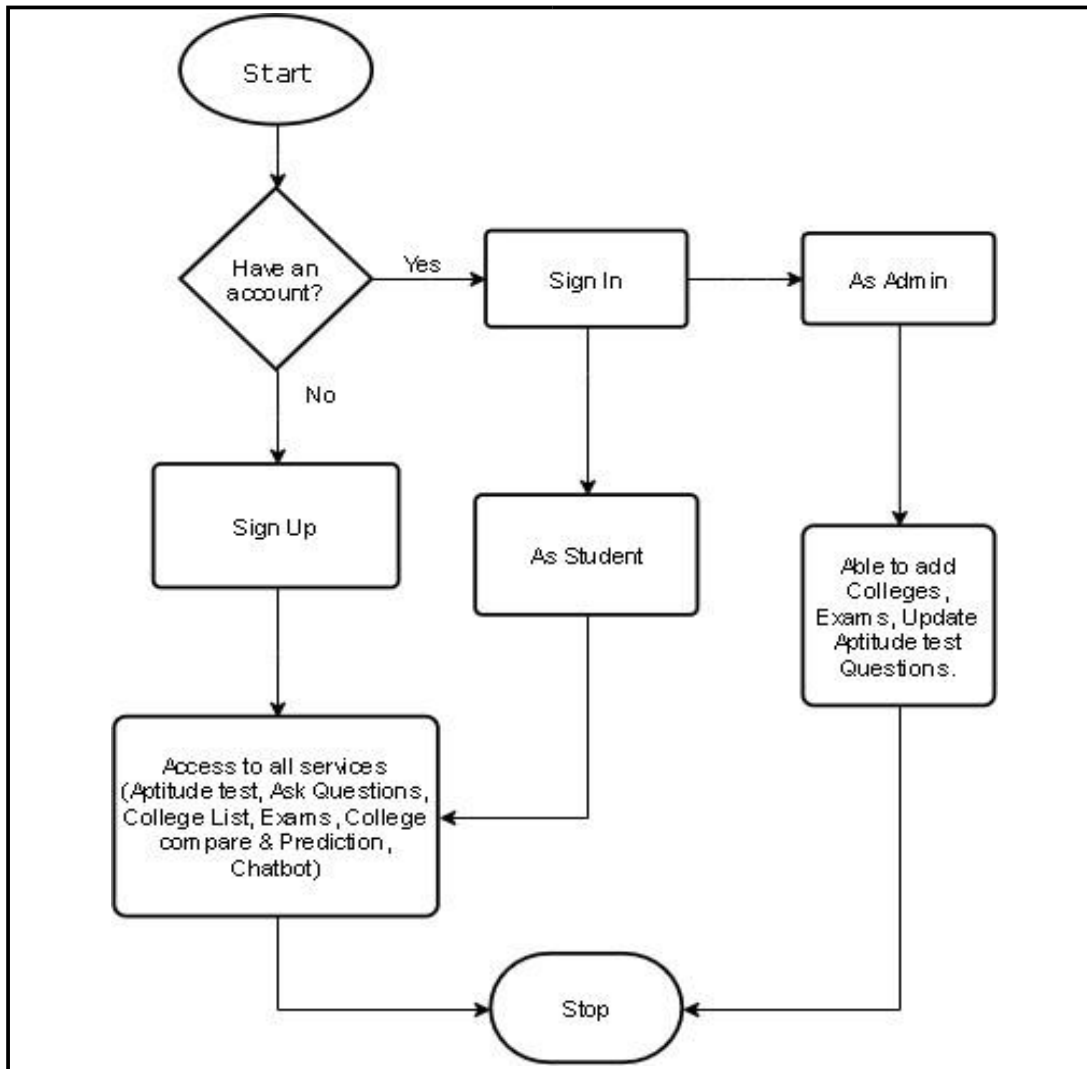 Start
Have an
account?
Yes
Sign In
As Admin
No
Sign Up
As Student
Able to add
Colleges,
Exams, Update
Aptitude test
Questions.
Access to all services
(Aptitude test, Ask Questions,
College List, Exams, College
compare & Prediction,
Chatbot)
Stop